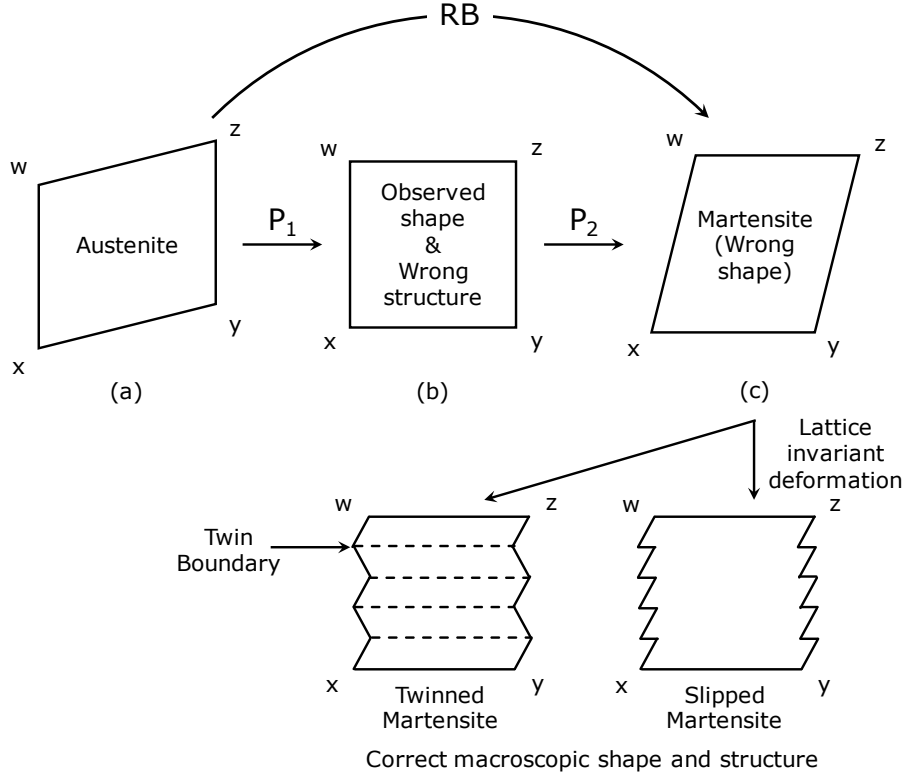 RB
w
z
x
y
Austenite
P₁
w
z
x
y
Observed
shape
&
Wrong
structure
P₂
w
z
x
y
Martensite
(Wrong
shape)
(a)
(b)
(c)
Lattice
invariant
deformation
Twin
Boundary
w
z
x
y
Twinned
Martensite
w
z
x
y
Slipped
Martensite
Correct macroscopic shape and structure